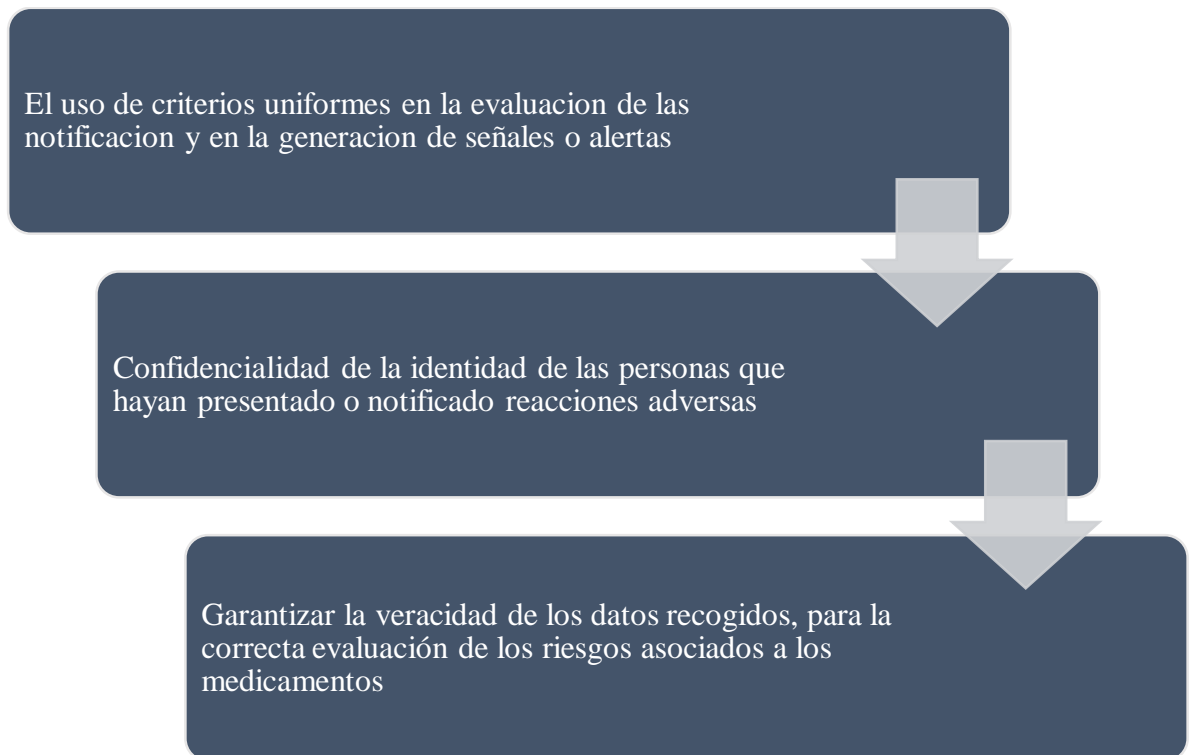 El uso de criterios uniformes en la evaluacion de las
notificacion y en la generacion de señales o alertas
Confidencialidad de la identidad de las personas que
hayan presentado o notificado reacciones adversas
Garantizar la veracidad de los datos recogidos, para la
correcta evaluación de los riesgos asociados a los
medicamentos